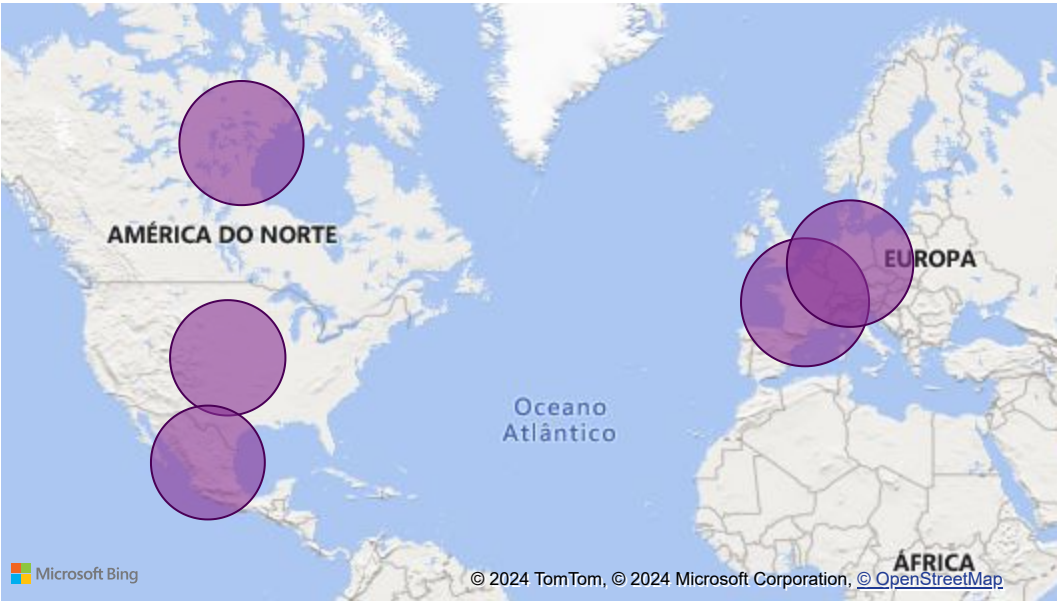 AMÉRICA DO NORTE
EUROPA
Oceano
Atlântico
ÁFRICA
Microsoft Bing
© 2024 TomTom, © 2024 Microsoft Corporation, © OpenStreetMap